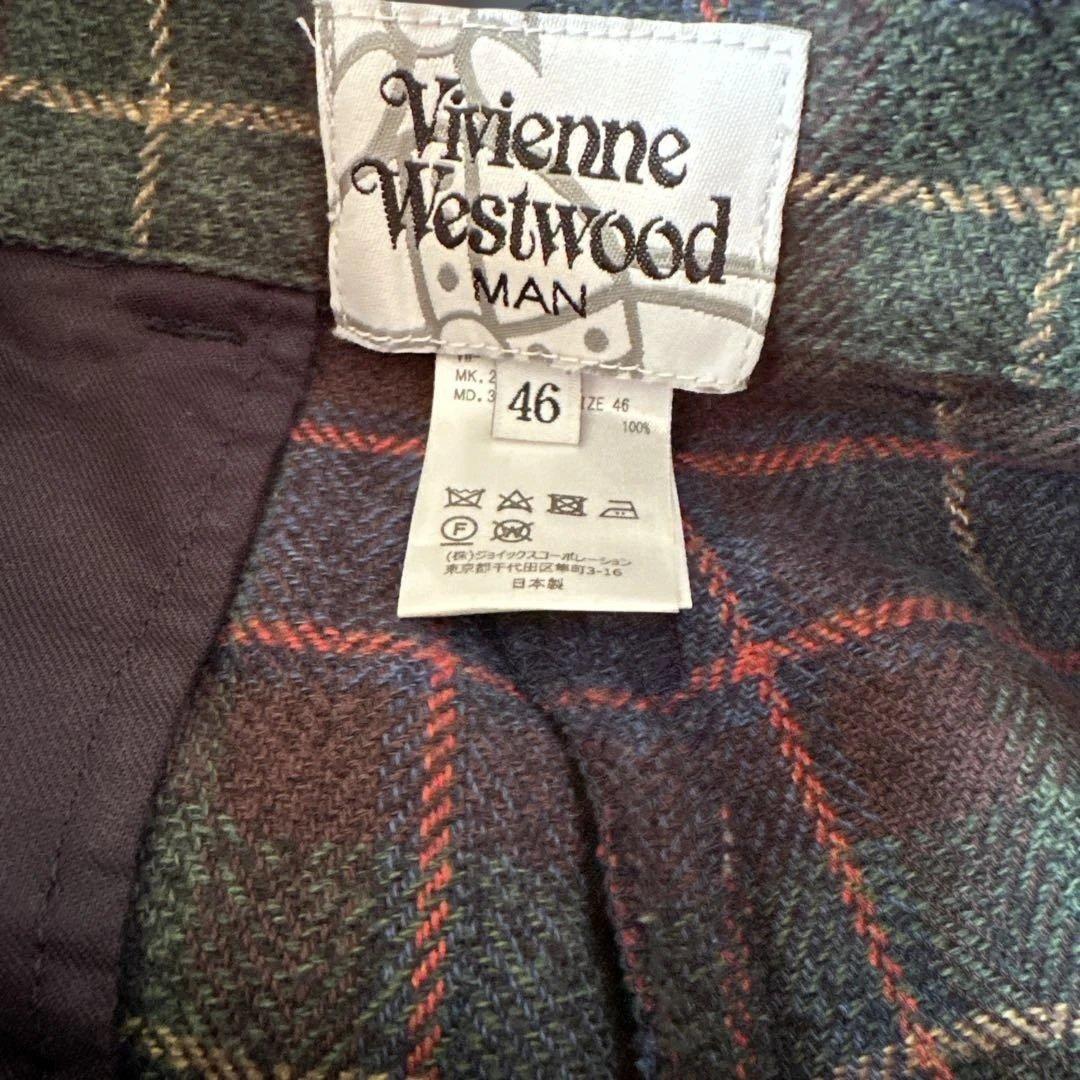 Vivienne
Westwood
MAN
MK. 2
MD. 3
46
SIZE 46
100%
F
W
(株)ジョイックスコーポレーション
東京都千代田区隼町3-16
日本製